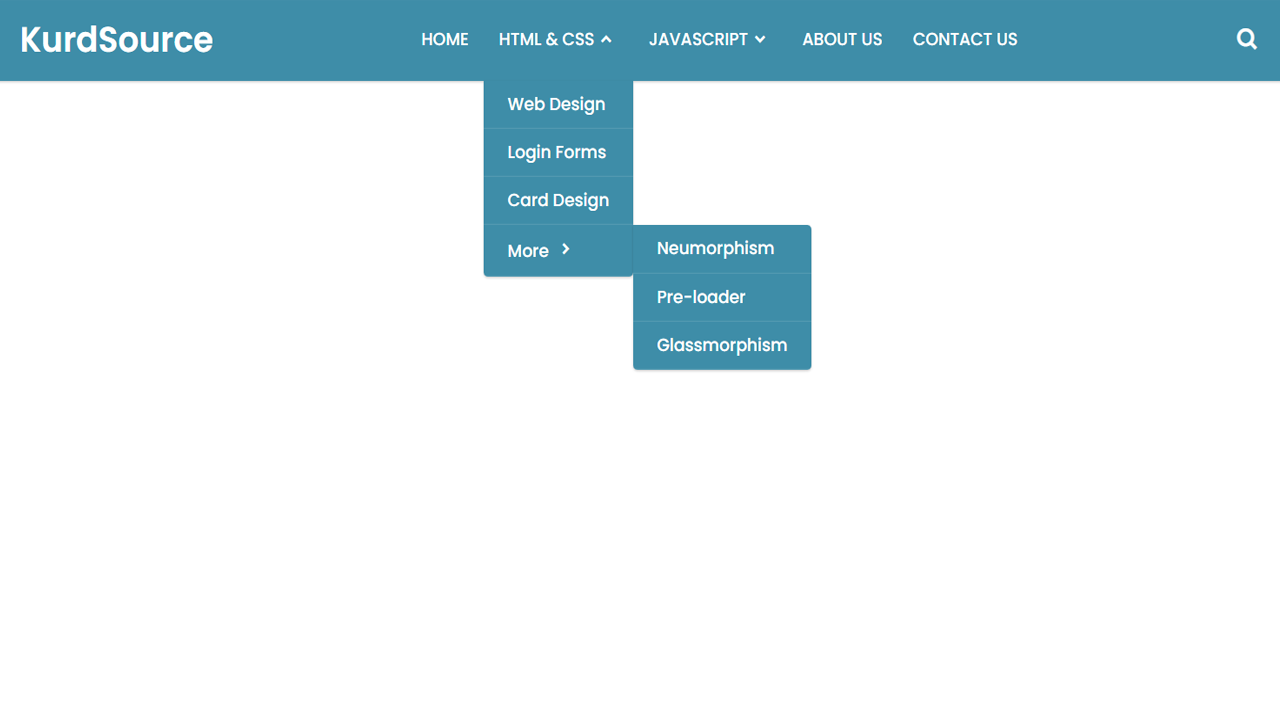 KurdSource
HOME HTML & CSS JAVASCRIPT ABOUT US CONTACT US
Web Design
Login Forms
Card Design
More
Neumorphism
Pre-loader
Glassmorphism